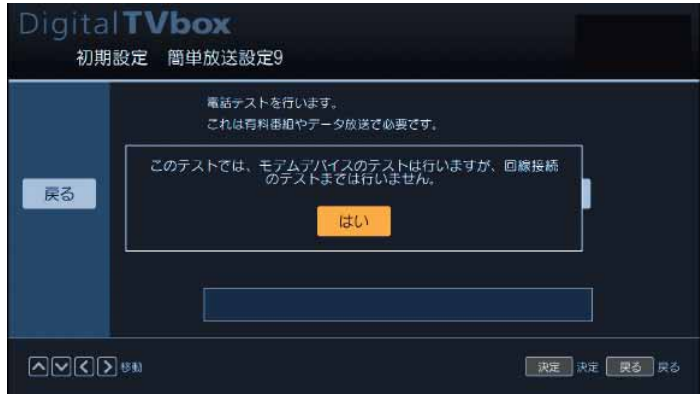 DigitalTVbox
初期設定 簡単放送設定9
電話テストを行います。
これは有料番組やデータ放送で必要です。
このテストでは、モデムデバイスのテストは行いますが、回線接続
のテストまでは行いません。
戻る
はい
移動
決定 決定 戻る 戻る